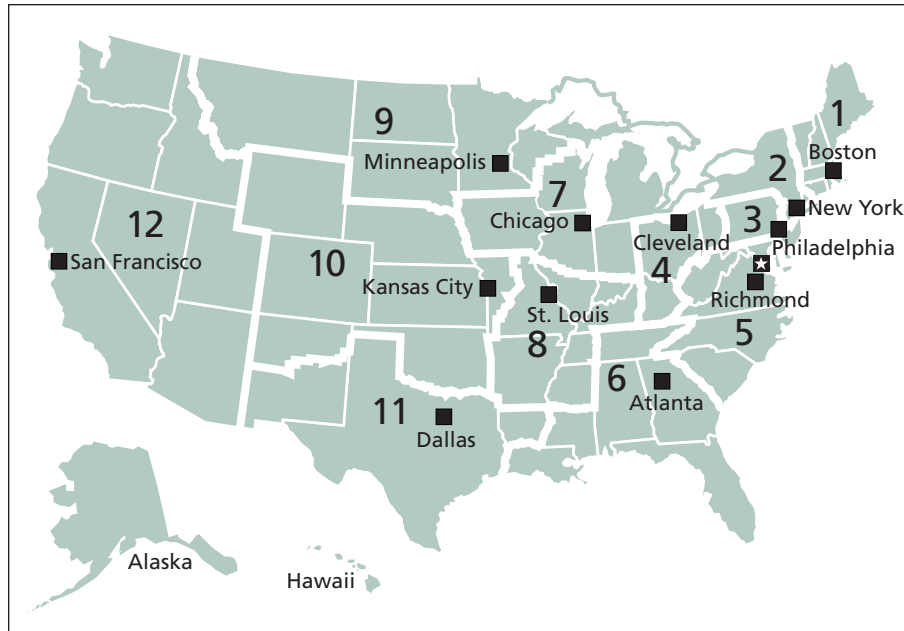 1
9
Boston
2
Minneapolis
7
New York
3
12
Chicago
Cleveland
Philadelphia
San Francisco
10
4
Kansas City
Richmond
St. Louis
5
8
6
Atlanta
11
Dallas
Alaska
Hawaii